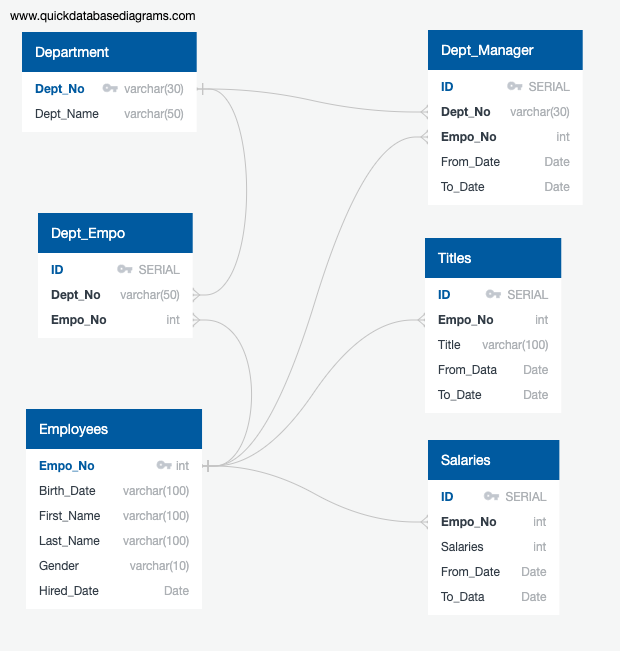 www.quickdatabasediagrams.com
Department
Dept_No varchar(30)
Dept_Name varchar(50)
Dept_Manager
ID SERIAL
Dept_No varchar(30)
Empo_No int
From_Date Date
To_Date Date
Dept_Empo
ID SERIAL
Dept_No varchar(50)
Empo_No int
Titles
ID SERIAL
Empo_No int
Title varchar(100)
From_Data Date
To_Date Date
Employees
Empo_No int
Birth_Date varchar(100)
First_Name varchar(100)
Last_Name varchar(100)
Gender varchar(10)
Hired_Date Date
Salaries
ID SERIAL
Empo_No int
Salaries int
From_Date Date
To_Data Date